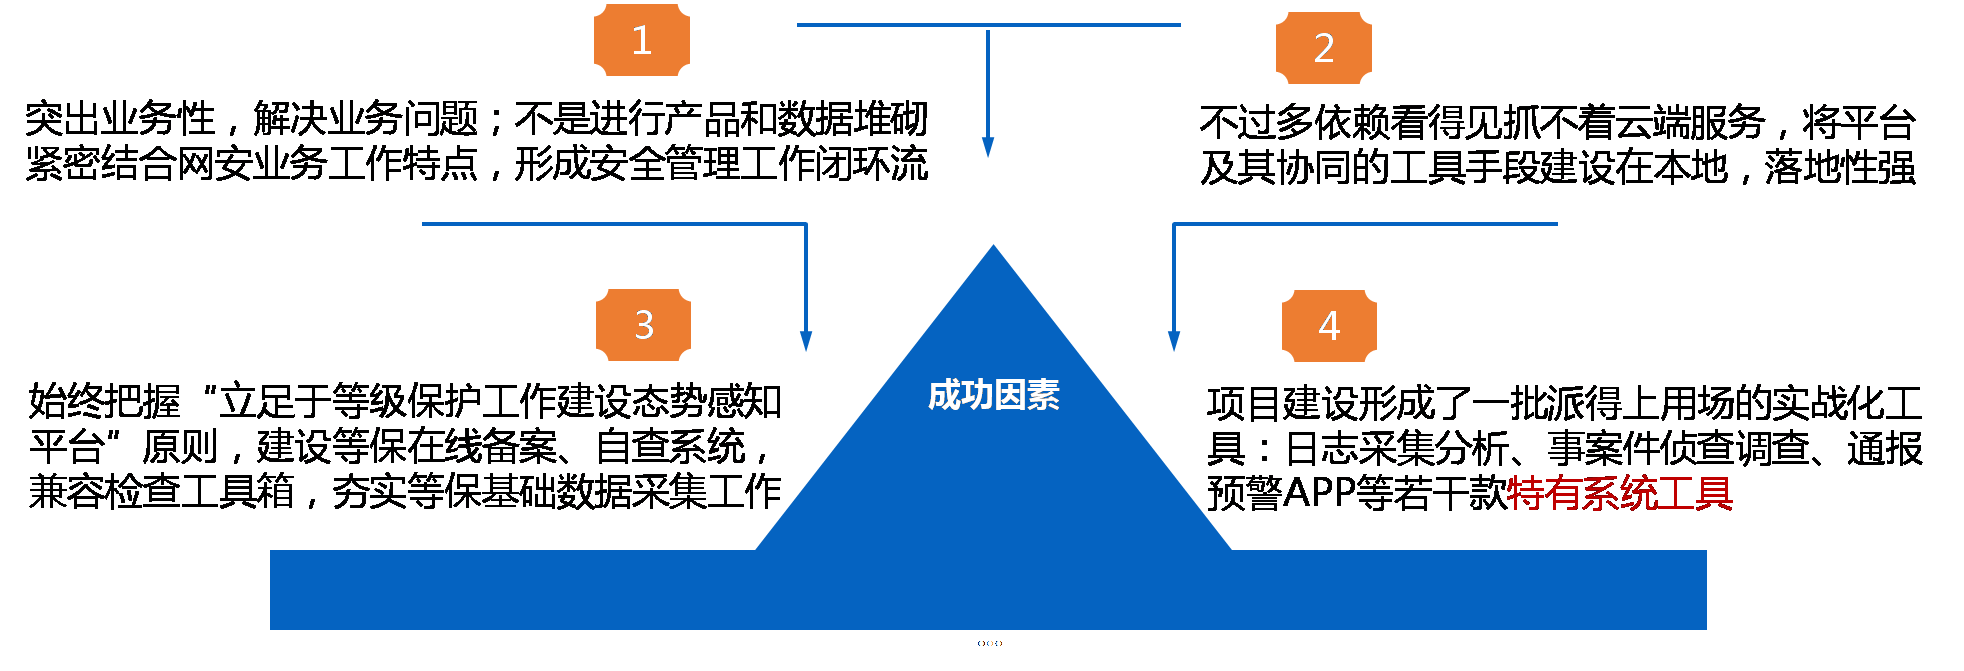 1
突出业务性，解决业务问题；不是进行产品和数据堆砌
紧密结合网安业务工作特点，形成安全管理工作闭环流
2
不过多依赖看得见抓不着云端服务，将平台
及其协同的工具手段建设在本地，落地性强
3
始终把握“立足于等级保护工作建设态势感知
平台”原则，建设等保在线备案、自查系统，
兼容检查工具箱，夯实等保基础数据采集工作
成功因素
4
项目建设形成了一批派得上用场的实战化工
具：日志采集分析、事案件侦查调查、通报
预警APP等若干款特有系统工具